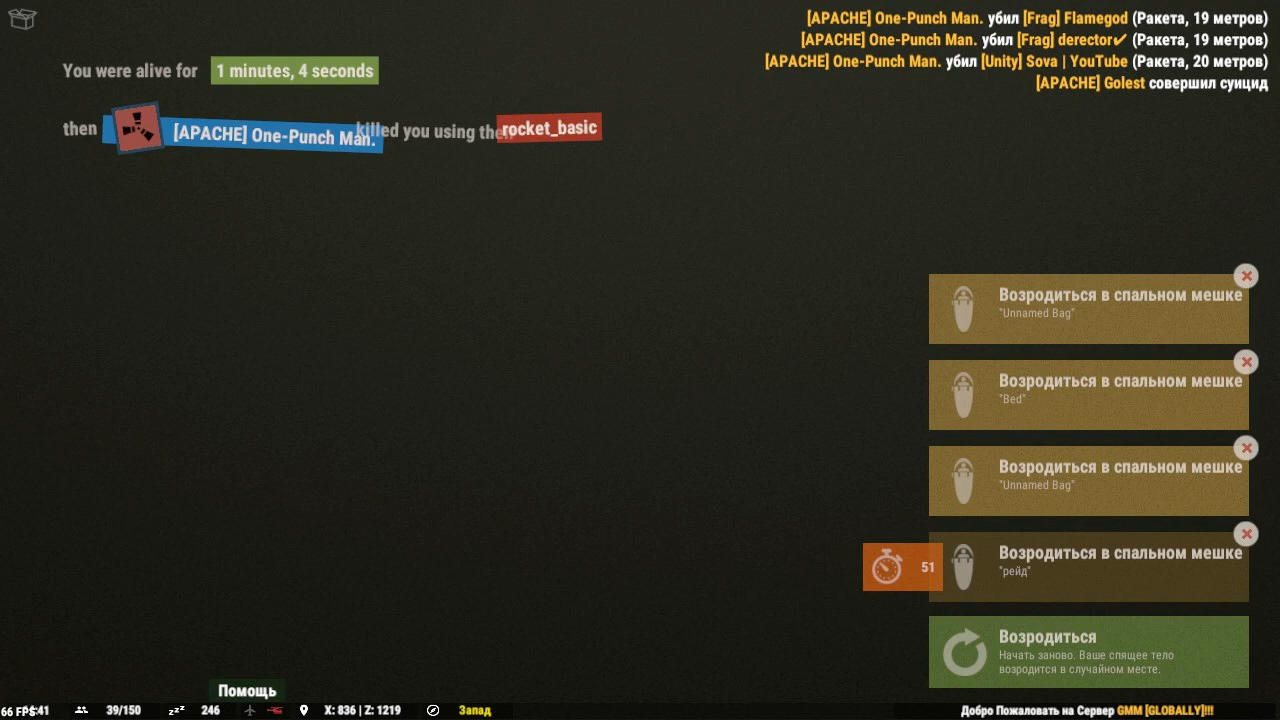 [APACHE] One-Punch Man. убил [Frag] Flamegod (Ракета, 19 метров)
[APACHE] One-Punch Man. убил [Frag] derector✔ (Ракета, 19 метров)
[APACHE] One-Punch Man. убил [Unity] Sova | YouTube (Ракета, 20 метров)
[APACHE] Golest совершил суицид
You were alive for 1 minutes, 4 seconds
then [APACHE] One-Punch Man. killed you using the rocket_basic
Возродиться в спальном мешке
"Unnamed Bag"
Возродиться в спальном мешке
"Bed"
Возродиться в спальном мешке
"Unnamed Bag"
51
Возродиться в спальном мешке
"рейд"
Возродиться
Начать заново. Ваше спящее тело
возродится в случайном месте.
Помощь
66 FPS :41 39/150 zzz 246 X: 836 | Z: 1219 Запад Добро Пожаловать на Сервер GMM [GLOBALLY]!!!